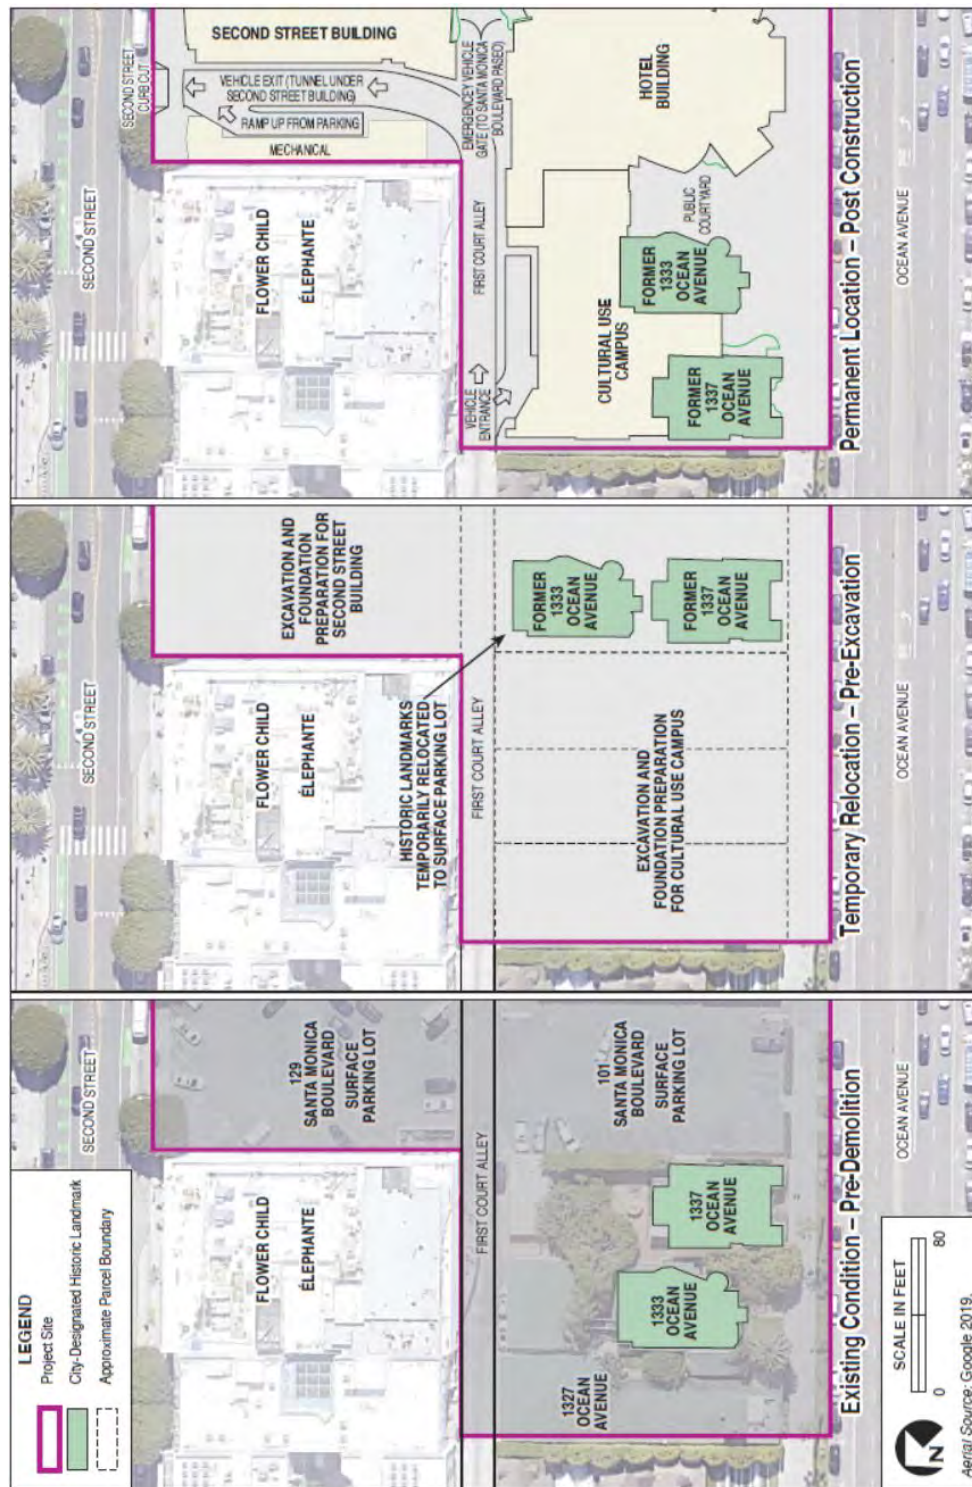 LEGEND
Project Site
City-Designated Historic Landmark
Approximate Parcel Boundary
SECOND STREET
FLOWER CHILD
ÉLEPHANTE
129
SANTA MONICA
BOULEVARD
SURFACE
PARKING LOT
FIRST COURT ALLEY
1327
OCEAN
AVENUE
1333
OCEAN
AVENUE
1337
OCEAN
AVENUE
101
SANTA MONICA
BOULEVARD
SURFACE
PARKING LOT
Existing Condition – Pre-Demolition
OCEAN AVENUE
N
SCALE IN FEET
0
80
Aerial Source: Google 2019.
SECOND STREET
FLOWER CHILD
ÉLEPHANTE
EXCAVATION AND
FOUNDATION
PREPARATION FOR
SECOND STREET
BUILDING
HISTORIC LANDMARKS
TEMPORARILY RELOCATED
TO SURFACE PARKING LOT
FIRST COURT ALLEY
FORMER
1333
OCEAN
AVENUE
EXCAVATION AND
FOUNDATION PREPARATION
FOR CULTURAL USE CAMPUS
FORMER
1337
OCEAN
AVENUE
Temporary Relocation – Pre-Excavation
OCEAN AVENUE
SECOND STREET
SECOND STREET
CURB CUT
SECOND STREET BUILDING
VEHICLE EXIT (TUNNEL UNDER
SECOND STREET BUILDING)
RAMP UP FROM PARKING
MECHANICAL
FLOWER CHILD
ÉLEPHANTE
EMERGENCEY VEHICLE
GATE (TO SANTA MONICA
BOULEVARD PASEO)
VEHICLE
ENTRANCE
FIRST COURT ALLEY
CULTURAL USE
CAMPUS
HOTEL
BUILDING
PUBLIC
COURTYARD
FORMER
1333
OCEAN
AVENUE
FORMER
1337
OCEAN
AVENUE
Permanent Location – Post Construction
OCEAN AVENUE